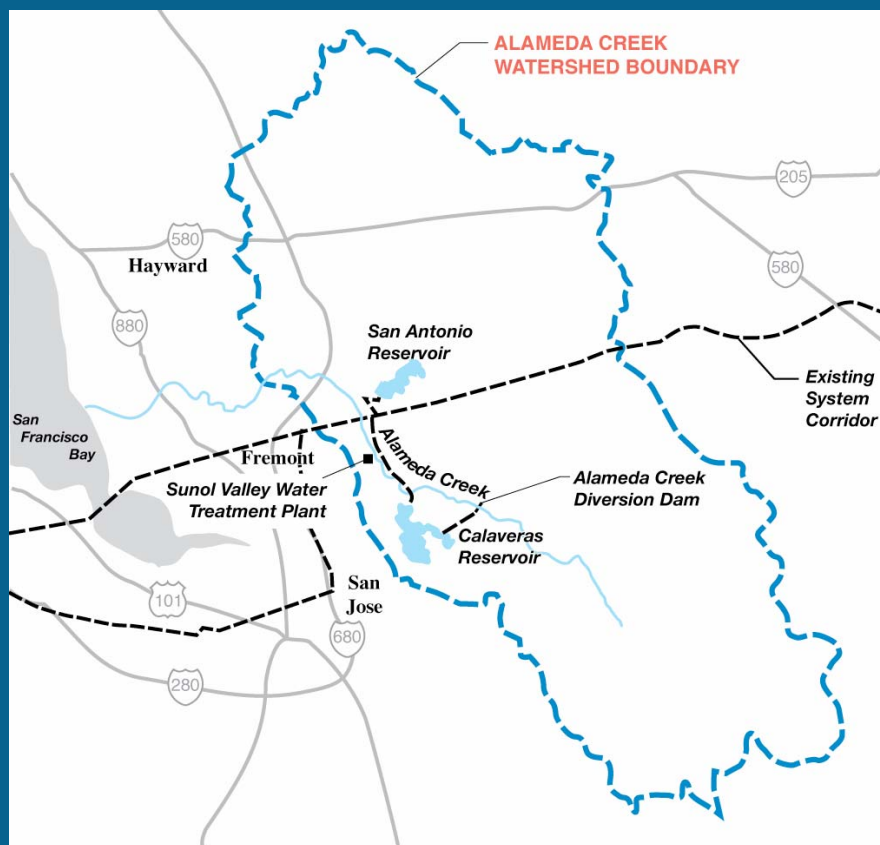 ALAMEDA CREEK
WATERSHED BOUNDARY
205
580
Hayward
580
880
San Antonio
Reservoir
Existing
System
Corridor
San
Francisco
Bay
Alameda Creek
Fremont
Sunol Valley Water
Treatment Plant
Alameda Creek
Diversion Dam
Calaveras
Reservoir
San
Jose
101
680
280